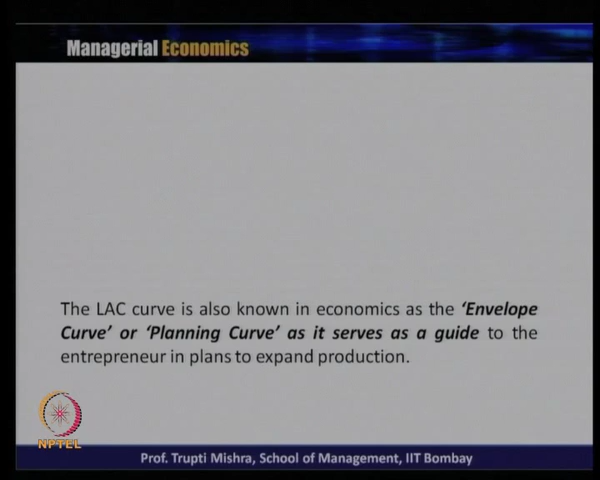 Managerial Economics
The LAC curve is also known in economics as the 'Envelope
Curve' or 'Planning Curve' as it serves as a guide to the
entrepreneur in plans to expand production.
NPTEL
Prof. Trupti Mishra, School of Management, IIT Bombay